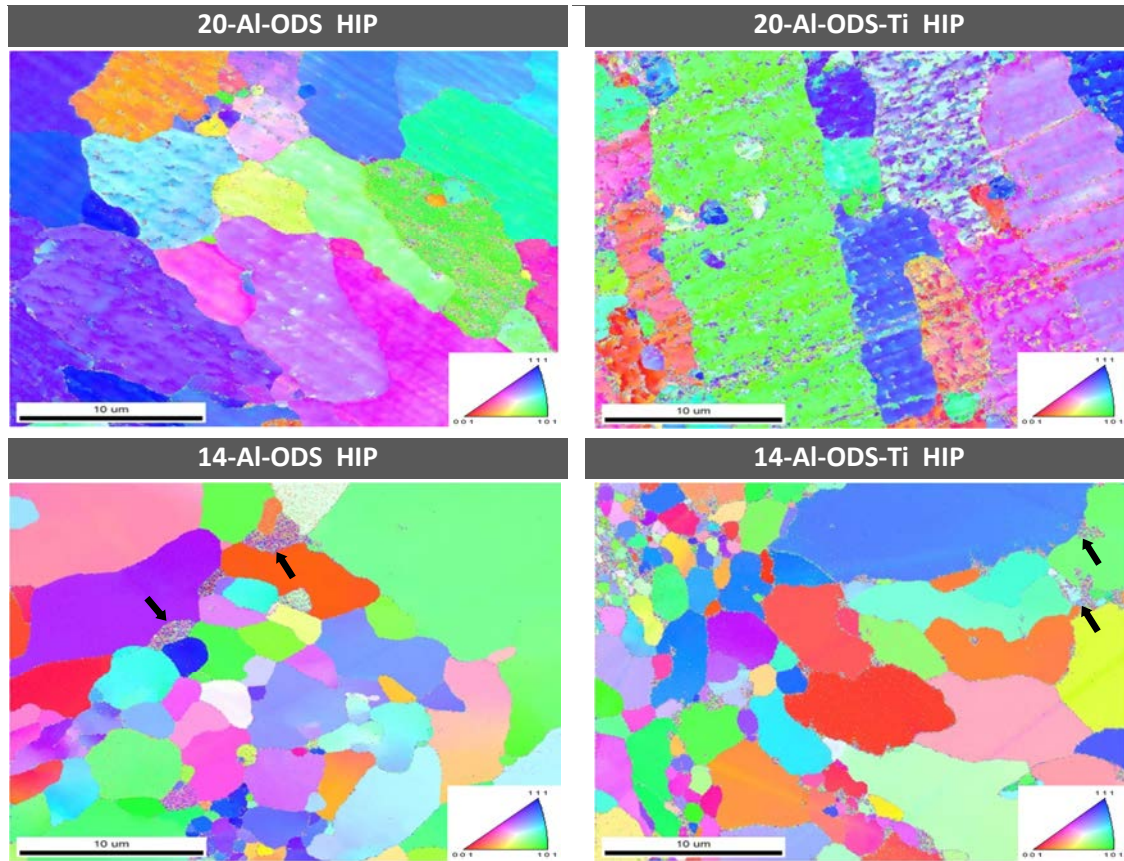 20-Al-ODS HIP
20-Al-ODS-Ti HIP
111
10 um
001
101
111
10 um
001
101
14-Al-ODS HIP
14-Al-ODS-Ti HIP
111
10 um
001
101
111
10 um
001
101